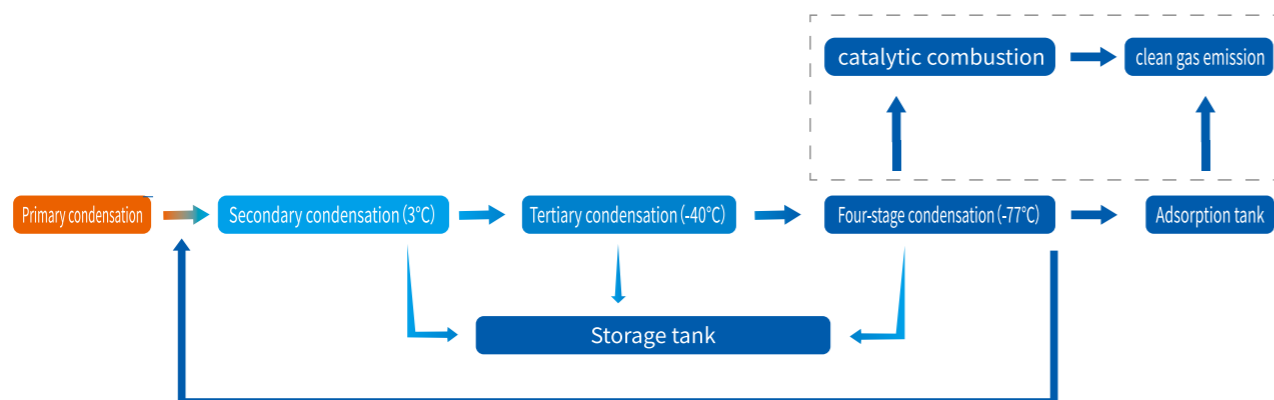 catalytic combustion
clean gas emission
Primary condensation
Secondary condensation (3°C)
Tertiary condensation (-40°C)
Four-stage condensation (-77°C)
Adsorption tank
Storage tank